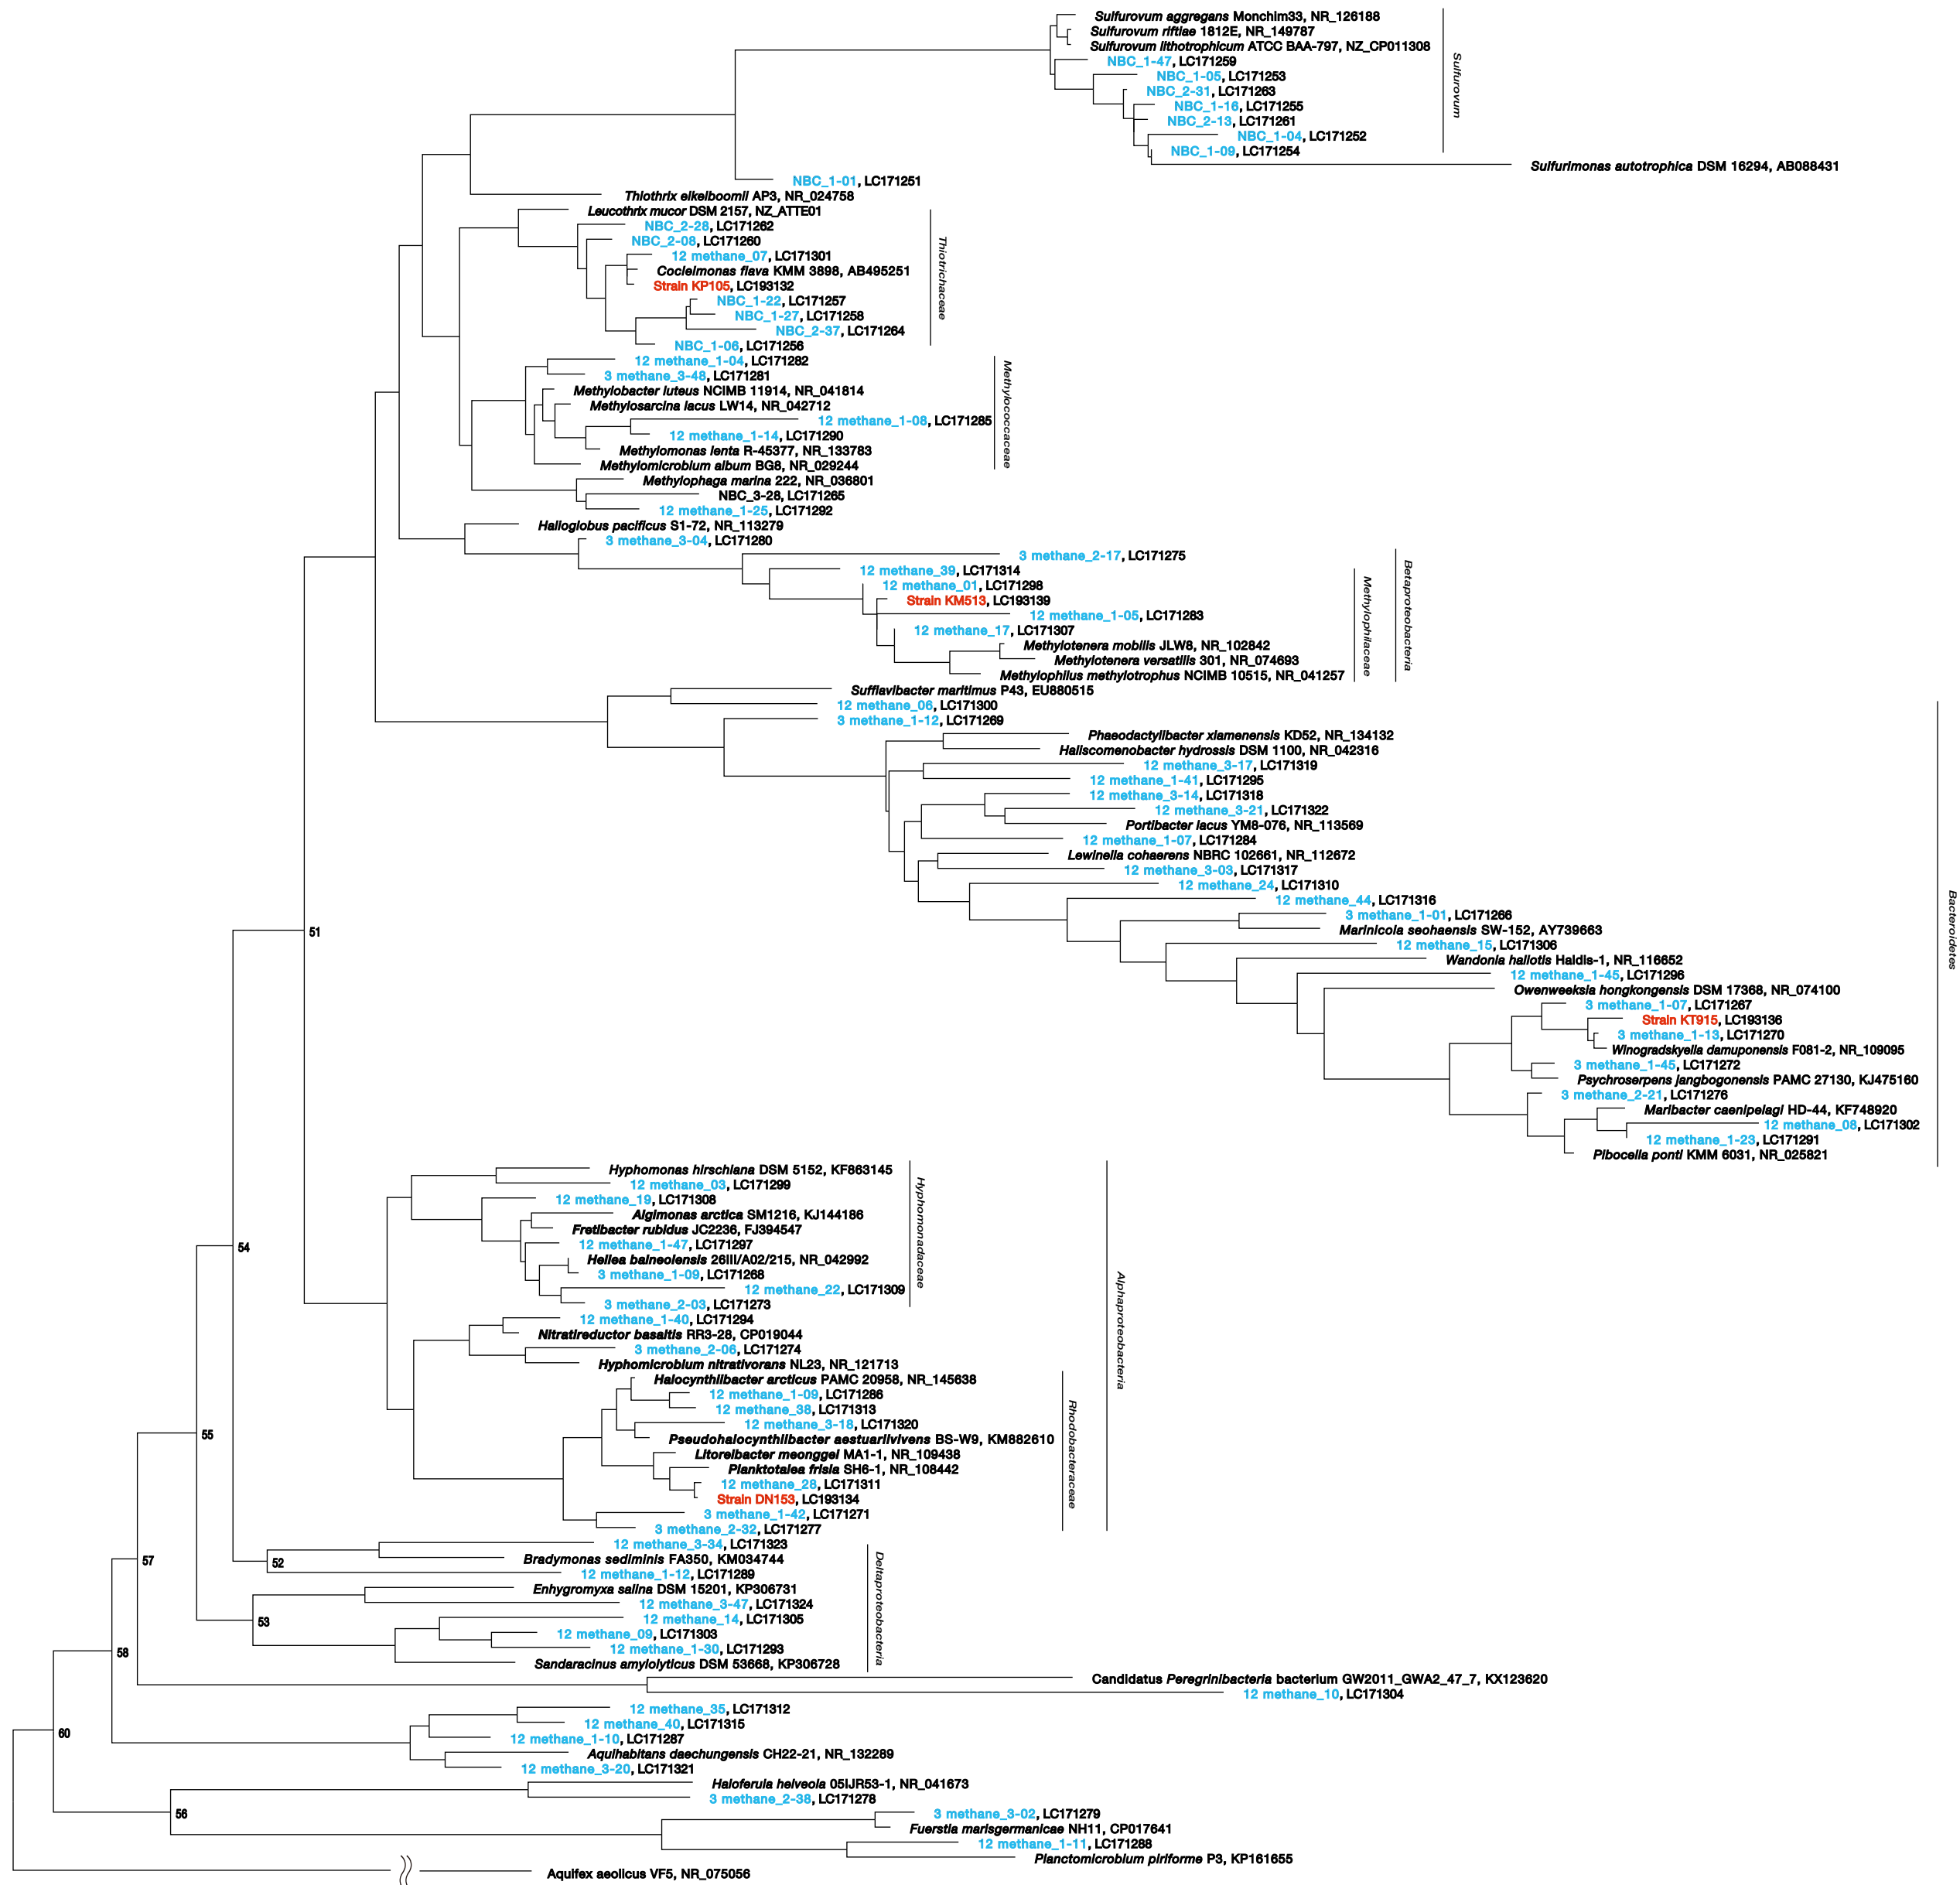 Sulfurovum aggregans Monchim33, NR_126188
Sulfurovum riftiae 1812E, NR_149787
Sulfurovum lithotrophicum ATCC BAA-797, NZ_CP011308
NBC_1-47, LC171259
NBC_1-05, LC171253
NBC_2-31, LC171263
NBC_1-16, LC171255
NBC_2-13, LC171261
NBC_1-04, LC171252
NBC_1-09, LC171254
Sulfurovum
Sulfurimonas autotrophica DSM 16294, AB088431
NBC_1-01, LC171251
Thiothrix eikelboomii AP3, NR_024758
Leucothrix mucor DSM 2157, NZ_ATTE01
NBC_2-28, LC171262
NBC_2-08, LC171260
12 methane_07, LC171301
Cocleimonas flava KMM 3898, AB495251
Strain KP105, LC193132
NBC_1-22, LC171257
NBC_1-27, LC171258
NBC_2-37, LC171264
NBC_1-06, LC171256
Thiotrichaceae
12 methane_1-04, LC171282
3 methane_3-48, LC171281
Methylobacter luteus NCIMB 11914, NR_041814
Methylosarcina lacus LW14, NR_042712
12 methane_1-08, LC171285
12 methane_1-14, LC171290
Methylomonas lenta R-45377, NR_133783
Methylomicrobium album BG8, NR_029244
Methylococcaceae
Methylophaga marina 222, NR_036801
NBC_3-28, LC171265
12 methane_1-25, LC171292
Halioglobus pacificus S1-72, NR_113279
3 methane_3-04, LC171280
3 methane_2-17, LC171275
12 methane_39, LC171314
12 methane_01, LC171298
Strain KM513, LC193139
12 methane_1-05, LC171283
12 methane_17, LC171307
Methylotenera mobilis JLW8, NR_102842
Methylotenera versatilis 301, NR_074693
Methylophilus methylotrophus NCIMB 10515, NR_041257
Methylophilaceae
Betaproteobacteria
Sufflavibacter maritimus P43, EU880515
12 methane_06, LC171300
3 methane_1-12, LC171269
Phaeodactylibacter xiamenensis KD52, NR_134132
Haliscomenobacter hydrossis DSM 1100, NR_042316
12 methane_3-17, LC171319
12 methane_1-41, LC171295
12 methane_3-14, LC171318
12 methane_3-21, LC171322
Portibacter lacus YM8-076, NR_113569
12 methane_1-07, LC171284
Lewinella cohaerens NBRC 102661, NR_112672
12 methane_3-03, LC171317
12 methane_24, LC171310
12 methane_44, LC171316
3 methane_1-01, LC171266
Marinicola seohaensis SW-152, AY739663
12 methane_15, LC171306
Wandonia haliotis Haldis-1, NR_116652
12 methane_1-45, LC171296
Owenweeksia hongkongensis DSM 17368, NR_074100
3 methane_1-07, LC171267
Strain KT915, LC193136
3 methane_1-13, LC171270
Winogradskyella damuponensis F081-2, NR_109095
3 methane_1-45, LC171272
Psychroserpens jangbogonensis PAMC 27130, KJ475160
3 methane_2-21, LC171276
Maribacter caenipelagi HD-44, KF748920
12 methane_08, LC171302
12 methane_1-23, LC171291
Pibocella ponti KMM 6031, NR_025821
Bacteroidetes
51
Hyphomonas hirschiana DSM 5152, KF863145
12 methane_03, LC171299
12 methane_19, LC171308
Algimonas arctica SM1216, KJ144186
Fretibacter rubidus JC2236, FJ394547
12 methane_1-47, LC171297
Hellea balneolensis 26III/A02/215, NR_042992
3 methane_1-09, LC171268
12 methane_22, LC171309
3 methane_2-03, LC171273
Hyphomonadaceae
12 methane_1-40, LC171294
Nitratireductor basaltis RR3-28, CP019044
3 methane_2-06, LC171274
Hyphomicrobium nitrativorans NL23, NR_121713
Halocynthiibacter arcticus PAMC 20958, NR_145638
12 methane_1-09, LC171286
12 methane_38, LC171313
12 methane_3-18, LC171320
Pseudohalocynthiibacter aestuariivivens BS-W9, KM882610
Litoreibacter meonggei MA1-1, NR_109438
Planktotalea frisia SH6-1, NR_108442
12 methane_28, LC171311
Strain DN153, LC193134
3 methane_1-42, LC171271
3 methane_2-32, LC171277
Rhodobacteraceae
Alphaproteobacteria
54
55
12 methane_3-34, LC171323
Bradymonas sediminis FA350, KM034744
12 methane_1-12, LC171289
52
57
Enhygromyxa salina DSM 15201, KP306731
12 methane_3-47, LC171324
12 methane_14, LC171305
12 methane_09, LC171303
12 methane_1-30, LC171293
Sandaracinus amylolyticus DSM 53668, KP306728
53
Deltaproteobacteria
58
Candidatus Peregrinibacteria bacterium GW2011_GWA2_47_7, KX123620
12 methane_10, LC171304
12 methane_35, LC171312
12 methane_40, LC171315
12 methane_1-10, LC171287
Aquihabitans daechungensis CH22-21, NR_132289
12 methane_3-20, LC171321
60
Haloferula helveola 05IJR53-1, NR_041673
3 methane_2-38, LC171278
56
3 methane_3-02, LC171279
Fuerstia marisgermanicae NH11, CP017641
12 methane_1-11, LC171288
Planctomicrobium piriforme P3, KP161655
Aquifex aeolicus VF5, NR_075056